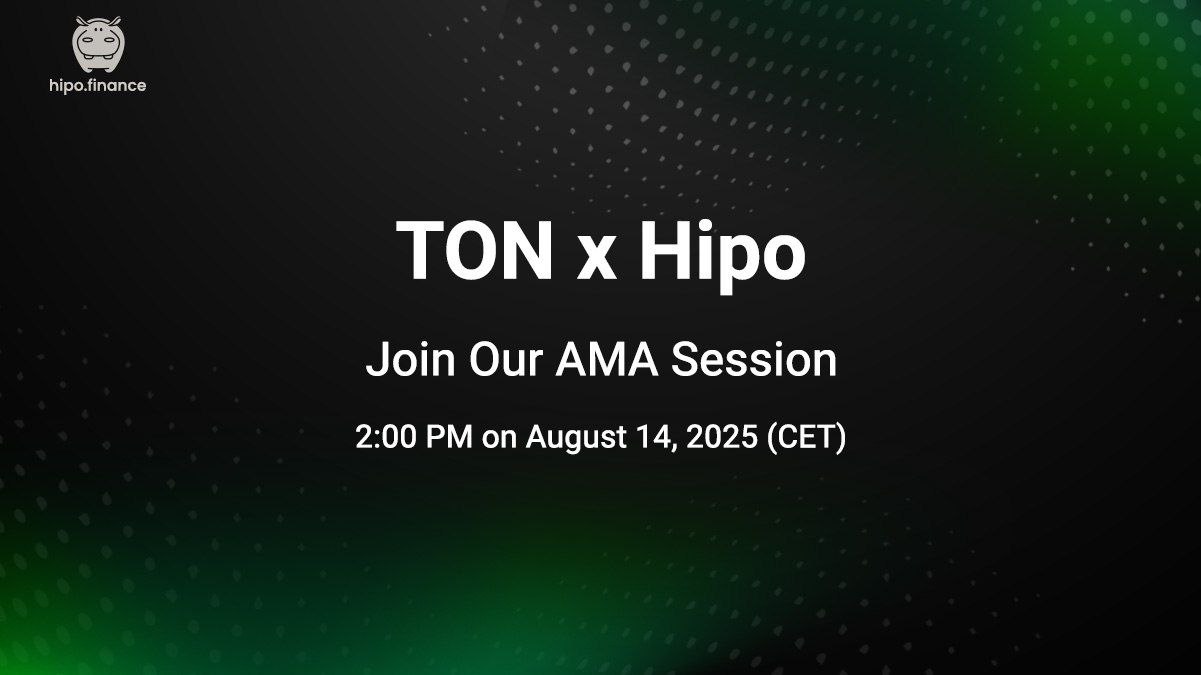 hipo.finance
TON x Hipo
Join Our AMA Session
2:00 PM on August 14, 2025 (CET)